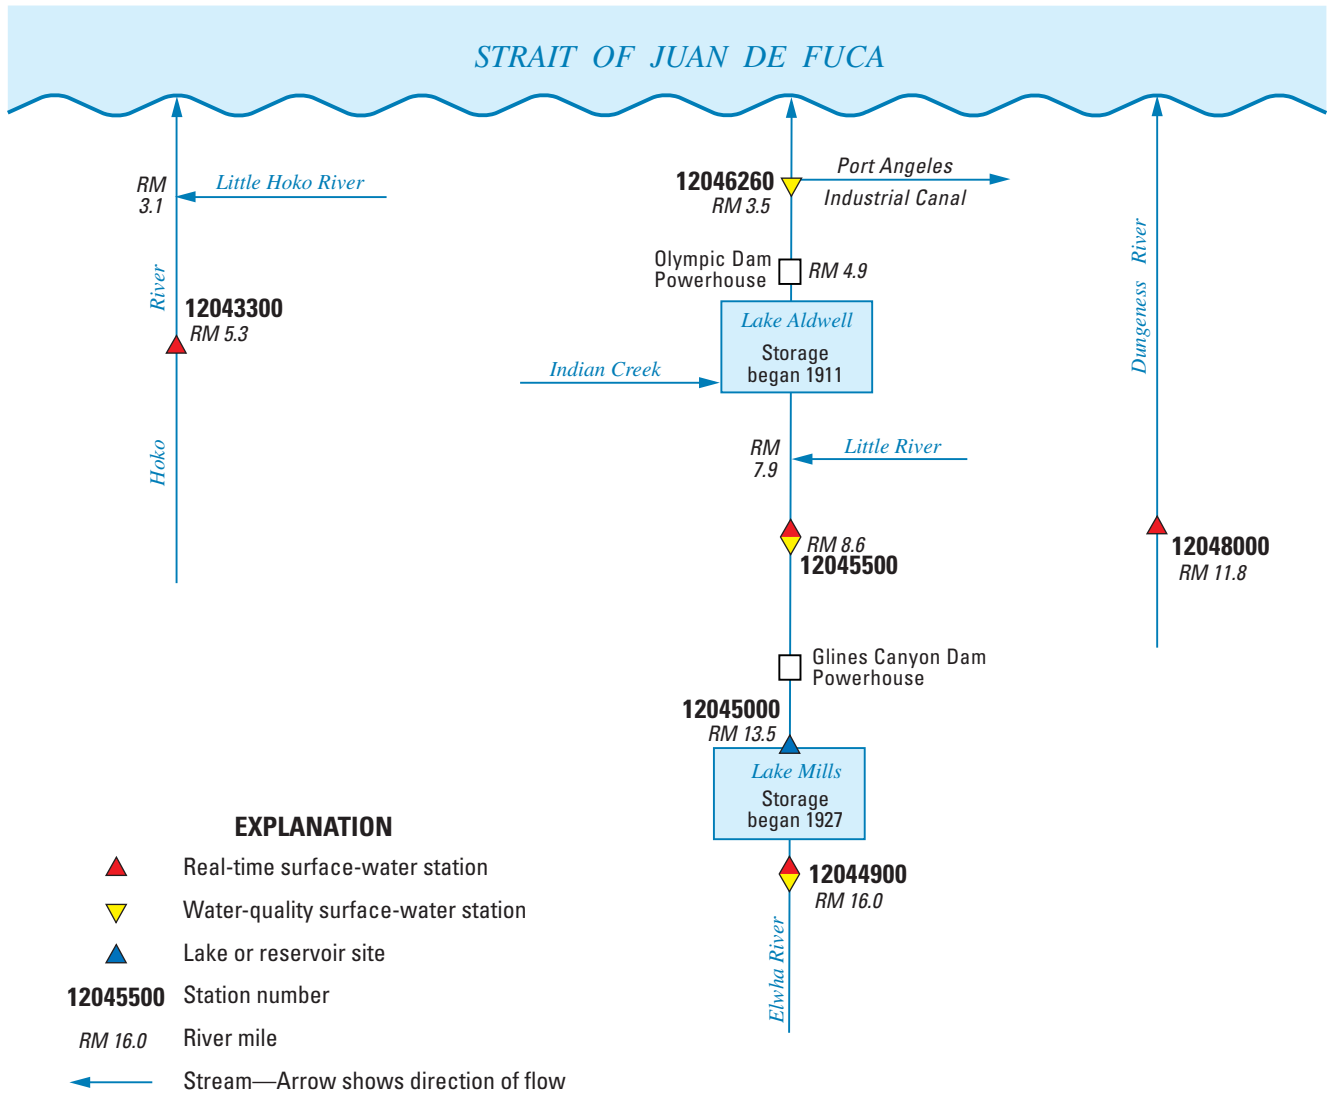 STRAIT OF JUAN DE FUCA
RM
3.1
Little Hoko River
River
12043300
RM 5.3
Hoko
12046260
RM 3.5
Port Angeles
Industrial Canal
Olympic Dam
Powerhouse
RM 4.9
Lake Aldwell
Storage
began 1911
Indian Creek
RM
7.9
Little River
RM 8.6
12045500
Glines Canyon Dam
Powerhouse
12045000
RM 13.5
Lake Mills
Storage
began 1927
12044900
RM 16.0
Elwha River
Dungeness River
12048000
RM 11.8
EXPLANATION
Real-time surface-water station
Water-quality surface-water station
Lake or reservoir site
12045500 Station number
RM 16.0 River mile
Stream—Arrow shows direction of flow